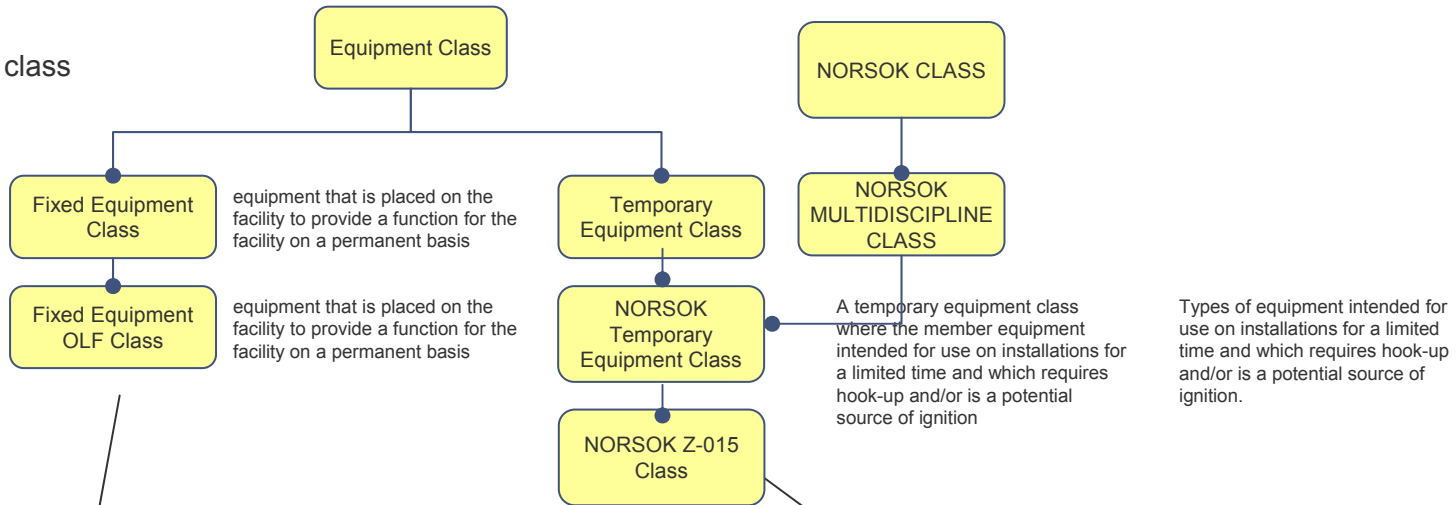 class
Equipment Class
NORSOK CLASS
Fixed Equipment
Class
equipment that is placed on the
facility to provide a function for the
facility on a permanent basis
Temporary
Equipment Class
NORSOK
MULTIDISCIPLINE
CLASS
Fixed Equipment
OLF Class
equipment that is placed on the
facility to provide a function for the
facility on a permanent basis
NORSOK
Temporary
Equipment Class
A temporary equipment class
where the member equipment
intended for use on installations for
a limited time and which requires
hook-up and/or is a potential
source of ignition
Types of equipment intended for
use on installations for a limited
time and which requires hook-up
and/or is a potential source of
ignition.
NORSOK Z-015
Class